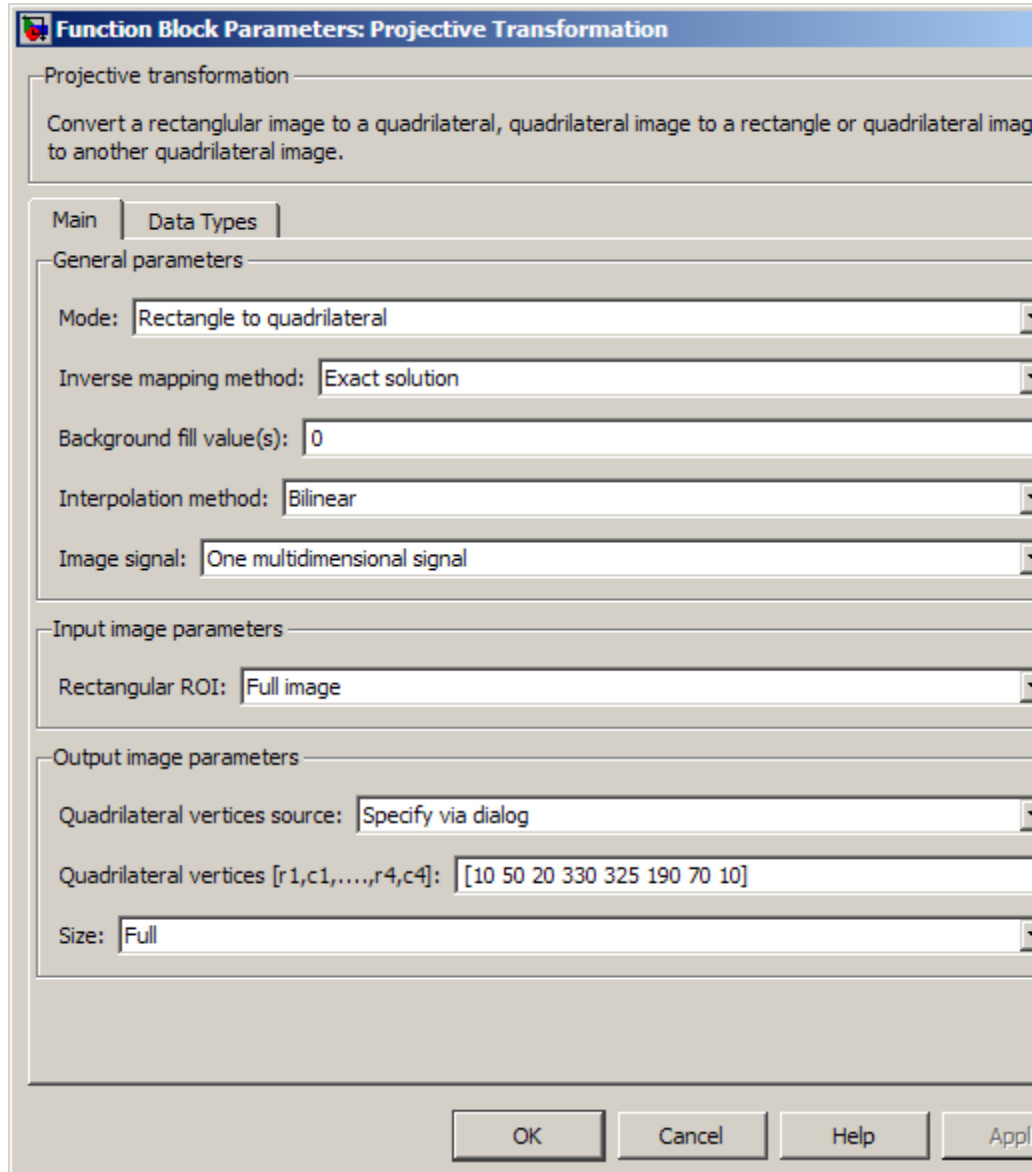 Function Block Parameters: Projective Transformation
Projective transformation
Convert a rectanglular image to a quadrilateral, quadrilateral image to a rectangle or quadrilateral imag
to another quadrilateral image.
Main
Data Types
General parameters
Mode: Rectangle to quadrilateral
Inverse mapping method: Exact solution
Background fill value(s): 0
Interpolation method: Bilinear
Image signal: One multidimensional signal
Input image parameters
Rectangular ROI: Full image
Output image parameters
Quadrilateral vertices source: Specify via dialog
Quadrilateral vertices [r1,c1,....,r4,c4]: [10 50 20 330 325 190 70 10]
Size: Full
OK Cancel Help Appl